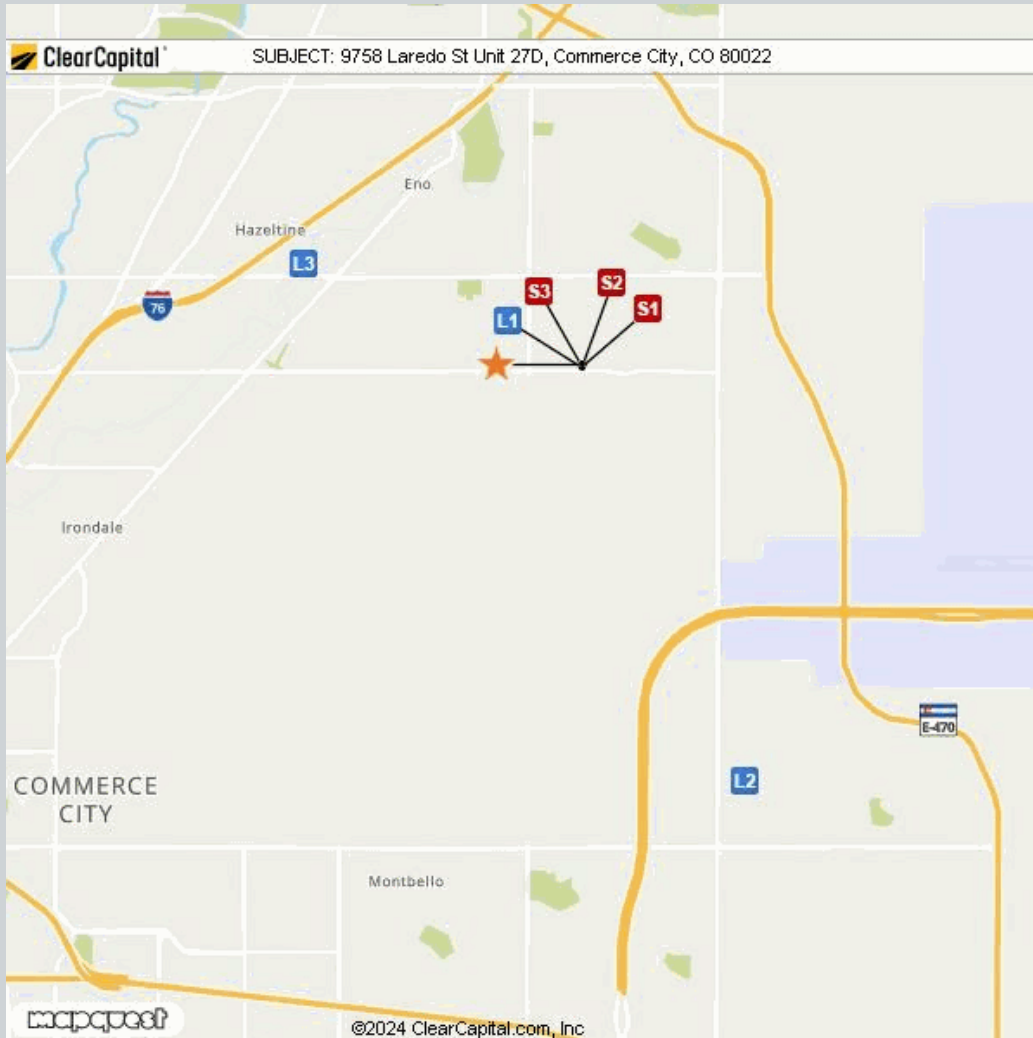 ClearCapital
SUBJECT: 9758 Laredo St Unit 27D, Commerce City, CO 80022
Eno
Hazeltine
L3
76
S3
S2
S1
L1
Irondale
E-470
COMMERCE
CITY
L2
Montbello
mapquest
©2024 ClearCapital.com, Inc